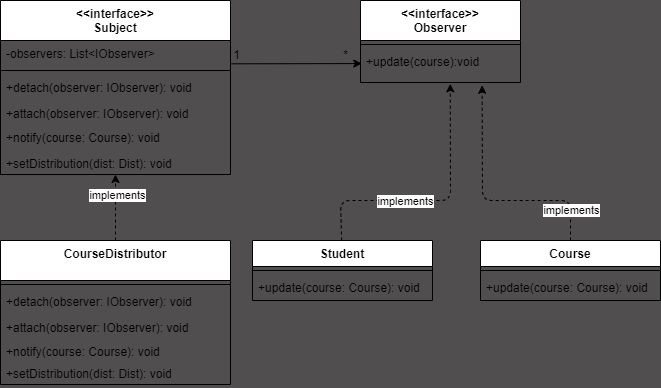 <<interface>>
Subject
-observers: List<IObserver>
+detach(observer: IObserver): void
+attach(observer: IObserver): void
+notify(course: Course): void
+setDistribution(dist: Dist): void
1
*
<<interface>>
Observer
+update(course):void
implements
implements
implements
CourseDistributor
+detach(observer: IObserver): void
+attach(observer: IObserver): void
+notify(course: Course): void
+setDistribution(dist: Dist): void
Student
+update(course: Course): void
Course
+update(course: Course): void